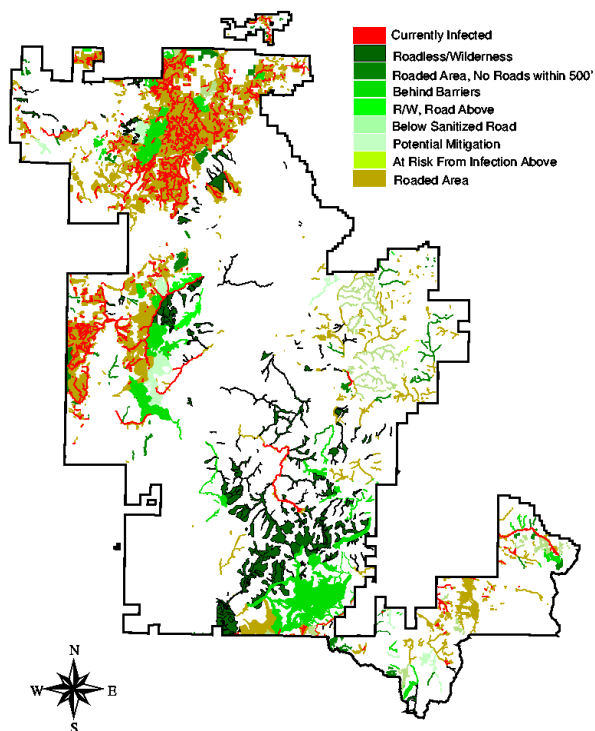 Currently Infected
Roadless/Wilderness
Roaded Area, No Roads within 500'
Behind Barriers
R/W, Road Above
Below Sanitized Road
Potential Mitigation
At Risk From Infection Above
Roaded Area
N
W E
S